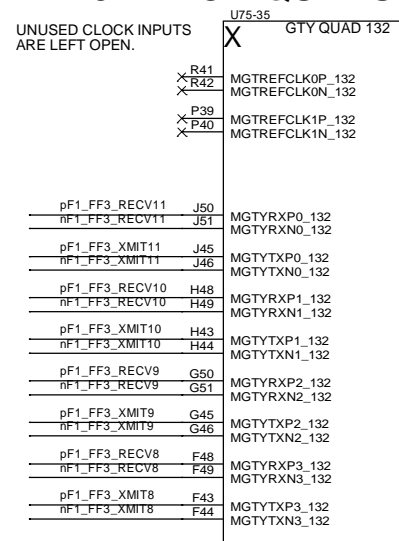 U75-35
UNUSED CLOCK INPUTS
ARE LEFT OPEN.
X GTY QUAD 132
R41 MGTREFCLK0P_132
R42 MGTREFCLK0N_132
P39 MGTREFCLK1P_132
P40 MGTREFCLK1N_132
pF1_FF3_RECV11 J50 MGTYRXP0_132
nF1_FF3_RECV11 J51 MGTYRXN0_132
pF1_FF3_XMIT11 J45 MGTYTXP0_132
nF1_FF3_XMIT11 J46 MGTYTXN0_132
pF1_FF3_RECV10 H48 MGTYRXP1_132
nF1_FF3_RECV10 H49 MGTYRXN1_132
pF1_FF3_XMIT10 H43 MGTYTXP1_132
nF1_FF3_XMIT10 H44 MGTYTXN1_132
pF1_FF3_RECV9 G50 MGTYRXP2_132
nF1_FF3_RECV9 G51 MGTYRXN2_132
pF1_FF3_XMIT9 G45 MGTYTXP2_132
nF1_FF3_XMIT9 G46 MGTYTXN2_132
pF1_FF3_RECV8 F48 MGTYRXP3_132
nF1_FF3_RECV8 F49 MGTYRXN3_132
pF1_FF3_XMIT8 F43 MGTYTXP3_132
nF1_FF3_XMIT8 F44 MGTYTXN3_132